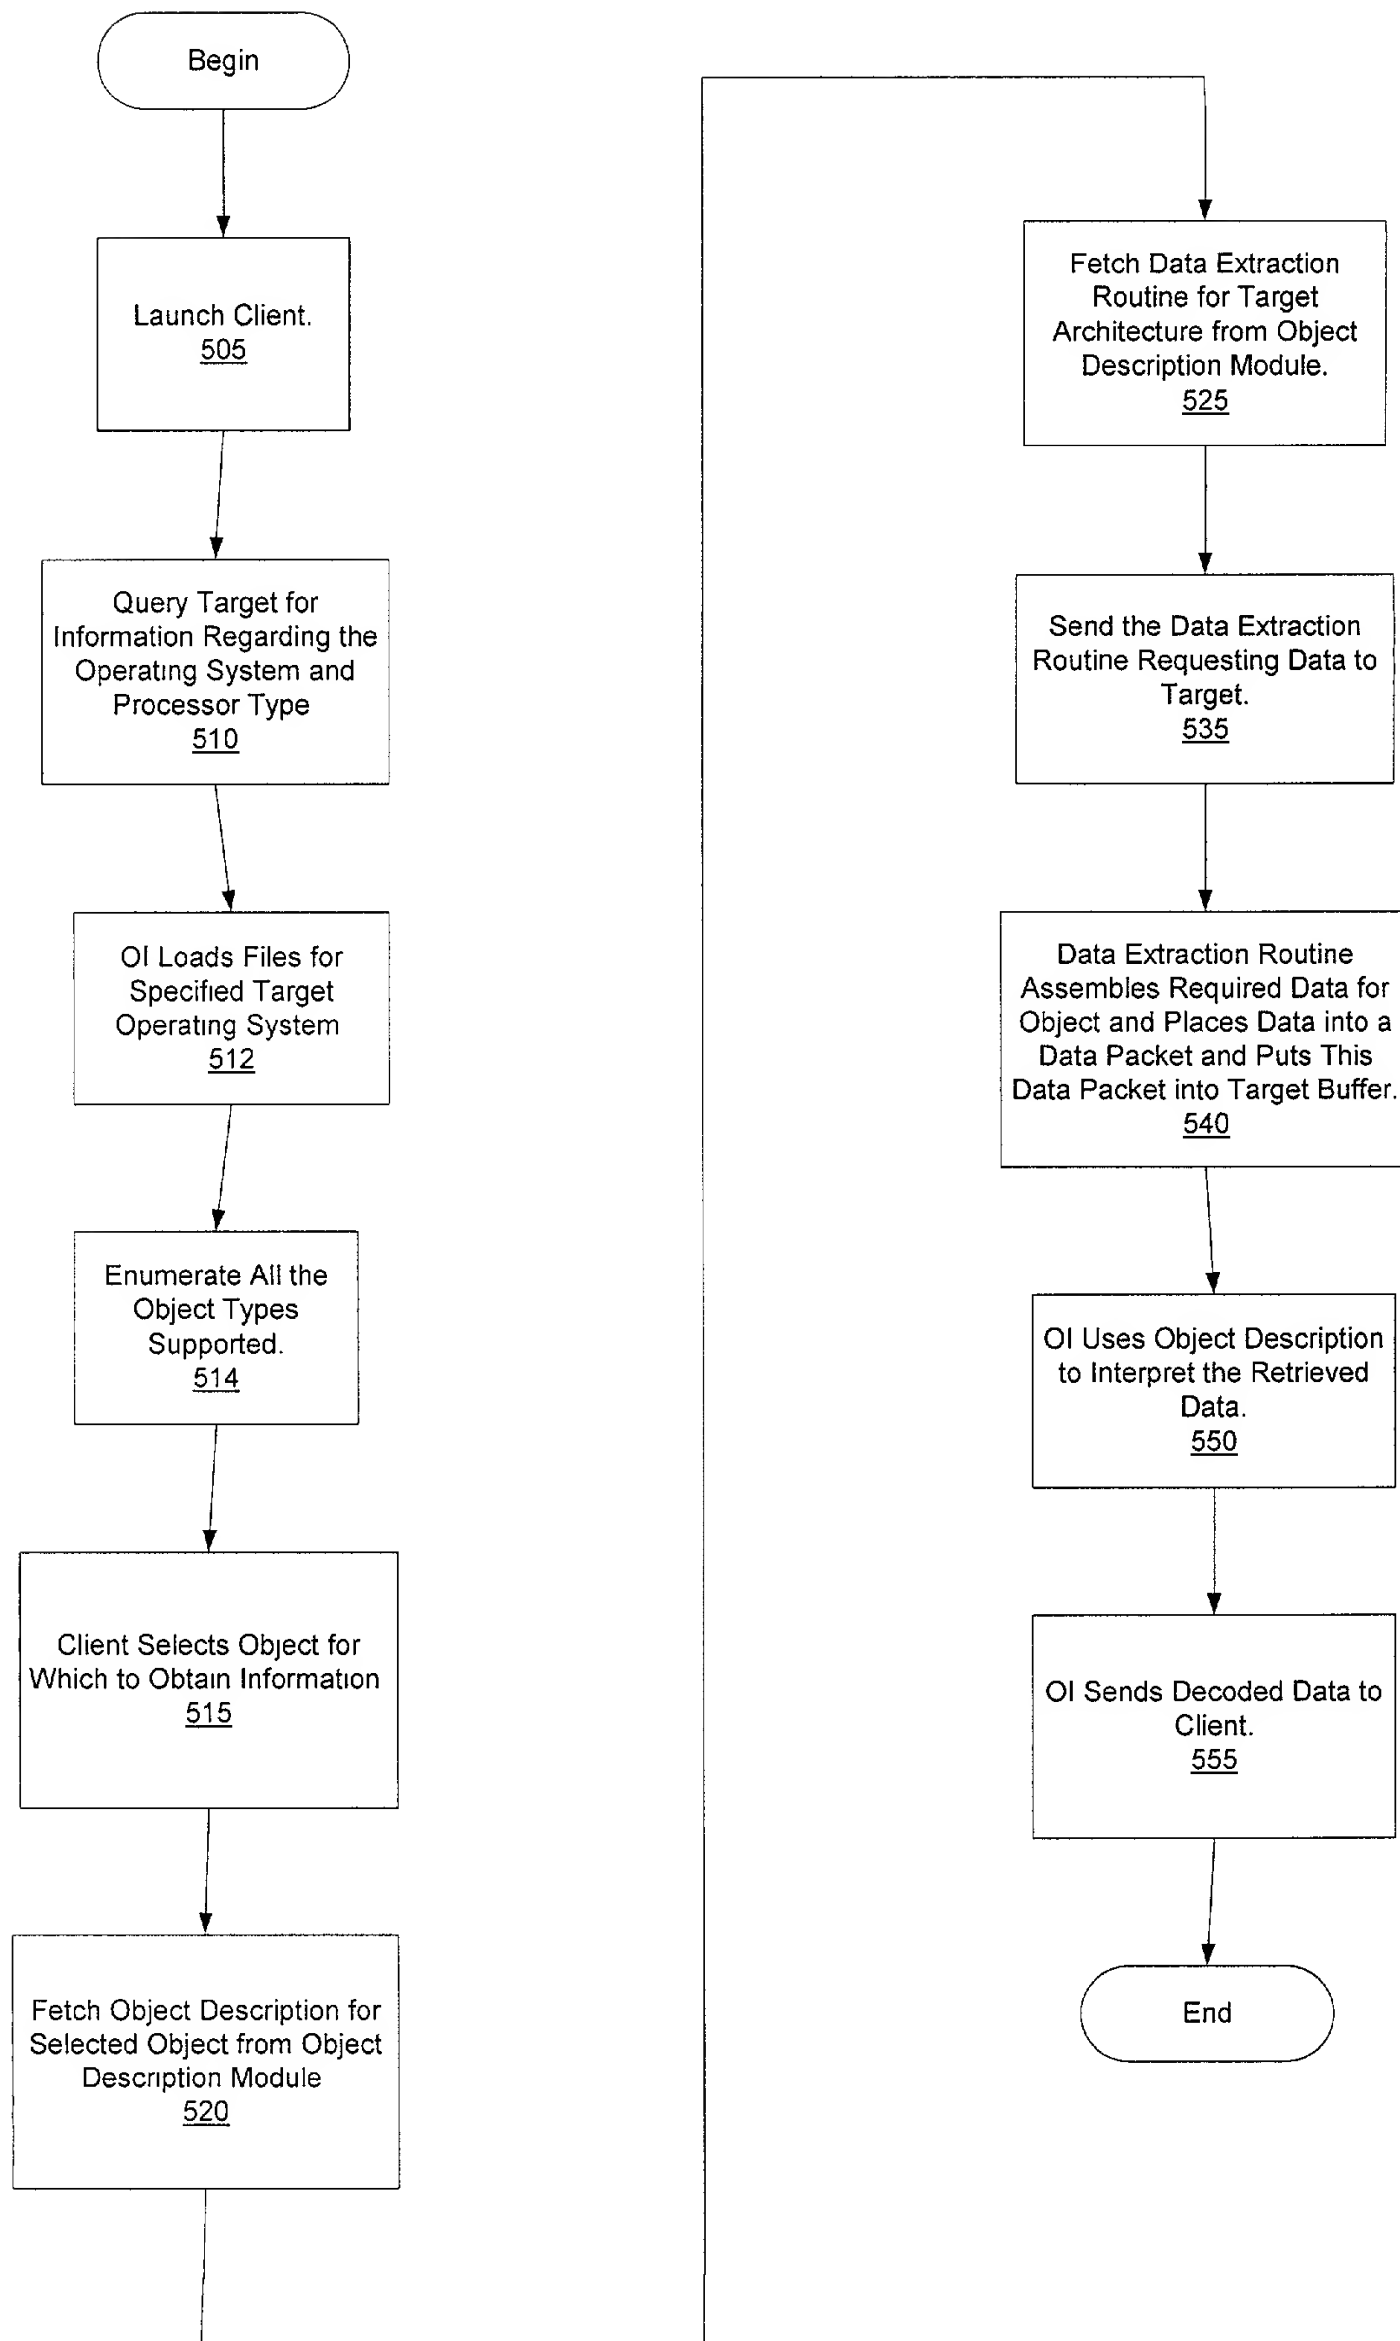 Begin
Launch Client.
505
Query Target for
Information Regarding the
Operating System and
Processor Type
510
OI Loads Files for
Specified Target
Operating System
512
Enumerate All the
Object Types
Supported.
514
Client Selects Object for
Which to Obtain Information
515
Fetch Object Description for
Selected Object from Object
Description Module
520
Fetch Data Extraction
Routine for Target
Architecture from Object
Description Module.
525
Send the Data Extraction
Routine Requesting Data to
Target.
535
Data Extraction Routine
Assembles Required Data for
Object and Places Data into a
Data Packet and Puts This
Data Packet into Target Buffer.
540
OI Uses Object Description
to Interpret the Retrieved
Data.
550
OI Sends Decoded Data to
Client.
555
End